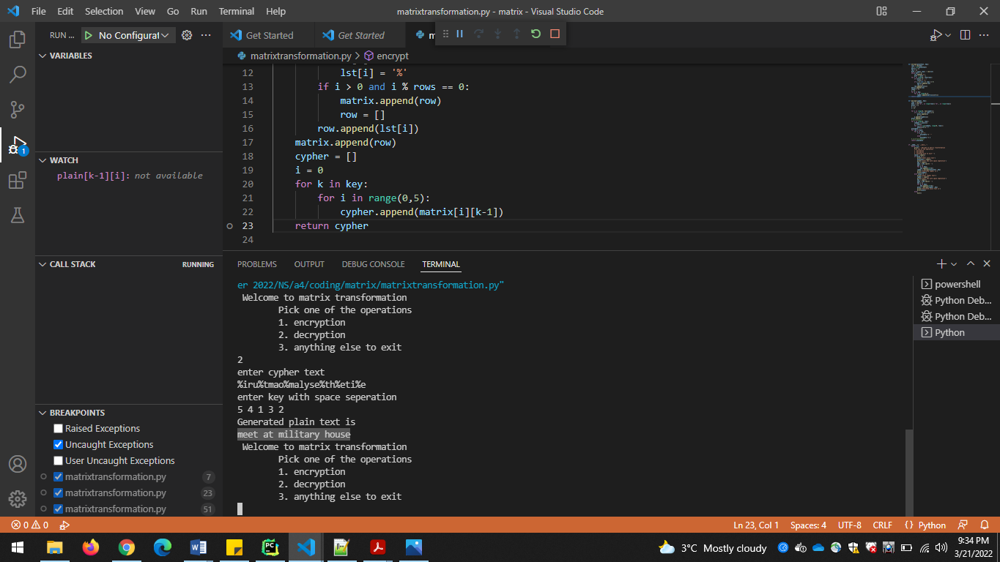 File Edit Selection View Go Run Terminal Help
matrixtransformation.py - matrix - Visual Studio Code
RUN ... No Configurat
Get Started
Get Started
m
VARIABLES
matrixtransformation.py > encrypt
12 lst[i] = '%'
13 if i > 0 and i % rows == 0:
14 matrix.append(row)
15 row = []
16 row.append(lst[i])
17 matrix.append(row)
18 cypher = []
19 i = 0
20 for k in key:
21 for i in range(0,5):
22 cypher.append(matrix[i][k-1])
23 return cypher
24
WATCH
plain[k-1][i]: not available
CALL STACK RUNNING
BREAKPOINTS
Raised Exceptions
Uncaught Exceptions
User Uncaught Exceptions
matrixtransformation.py 7
matrixtransformation.py 23
matrixtransformation.py 51
1
PROBLEMS OUTPUT DEBUG CONSOLE TERMINAL
er 2022/NS/a4/coding/matrix/matrixtransformation.py"
Welcome to matrix transformation
Pick one of the operations
1. encryption
2. decryption
3. anything else to exit
2
enter cypher text
%iru%tmao%malyse%th%eti%e
enter key with space seperation
5 4 1 3 2
Generated plain text is
meet at military house
Welcome to matrix transformation
Pick one of the operations
1. encryption
2. decryption
3. anything else to exit
powershell
Python Deb...
Python Deb...
Python
0 0
Ln 23, Col 1 Spaces: 4 UTF-8 CRLF {} Python
3°C Mostly cloudy
9:34 PM
3/21/2022